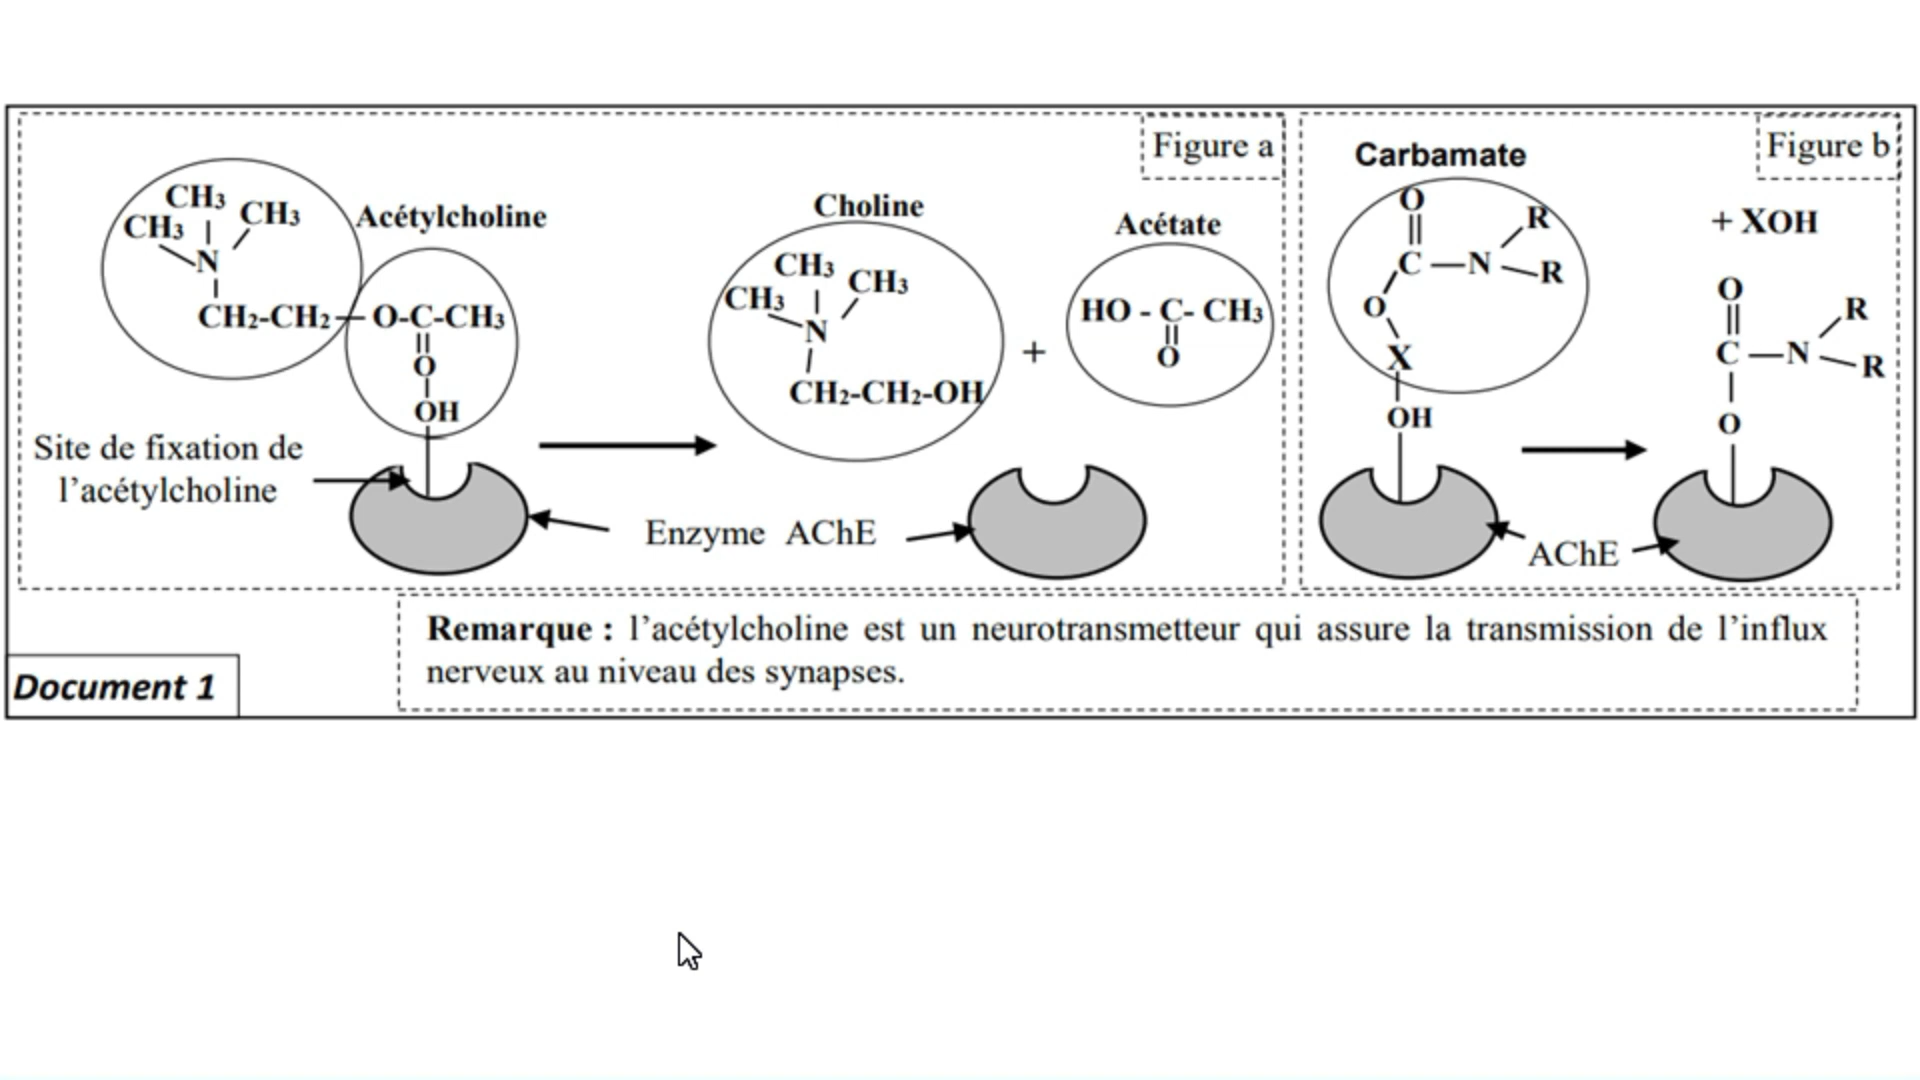 Figure a
CH3
CH3
CH3
N
CH2-CH2
Acétylcholine
O-C-CH3
O
OH
Site de fixation de
l'acétylcholine
Choline
CH3
CH3
CH3
N
CH2-CH2-OH
+
Acétate
HO - C- CH3
O
Enzyme AChE
Figure b
Carbamate
O
R
C — N
R
O
X
OH
+ XOH
O
R
C — N
R
O
AChE
Remarque : l'acétylcholine est un neurotransmetteur qui assure la transmission de l'influx
nerveux au niveau des synapses.
Document 1